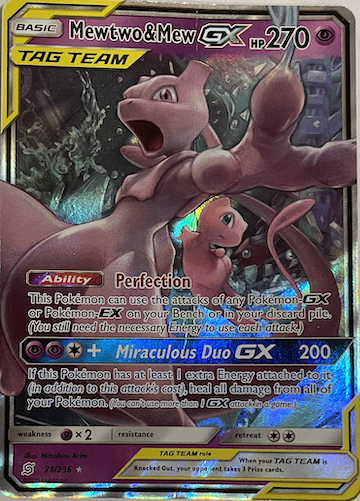 BASIC Mewtwo&Mew GX HP270
TAG TEAM
Ability Perfection
This Pokémon can use the attacks of any Pokémon-GX
or Pokémon-EX on your Bench or in your discard pile.
(You still need the necessary Energy to use each attack.)
+ Miraculous Duo GX 200
If this Pokémon has at least 1 extra Energy attached to it
(in addition to this attack's cost), heal all damage from all
of your Pokémon. (You can't use more than 1 GX attack in a game.)
weakness ×2 resistance retreat
Illus. Mitsuhiro Arita
TAG TEAM rule When your TAG TEAM is
71/236 ★ Knocked Out, your opponent takes 3 Prize cards.